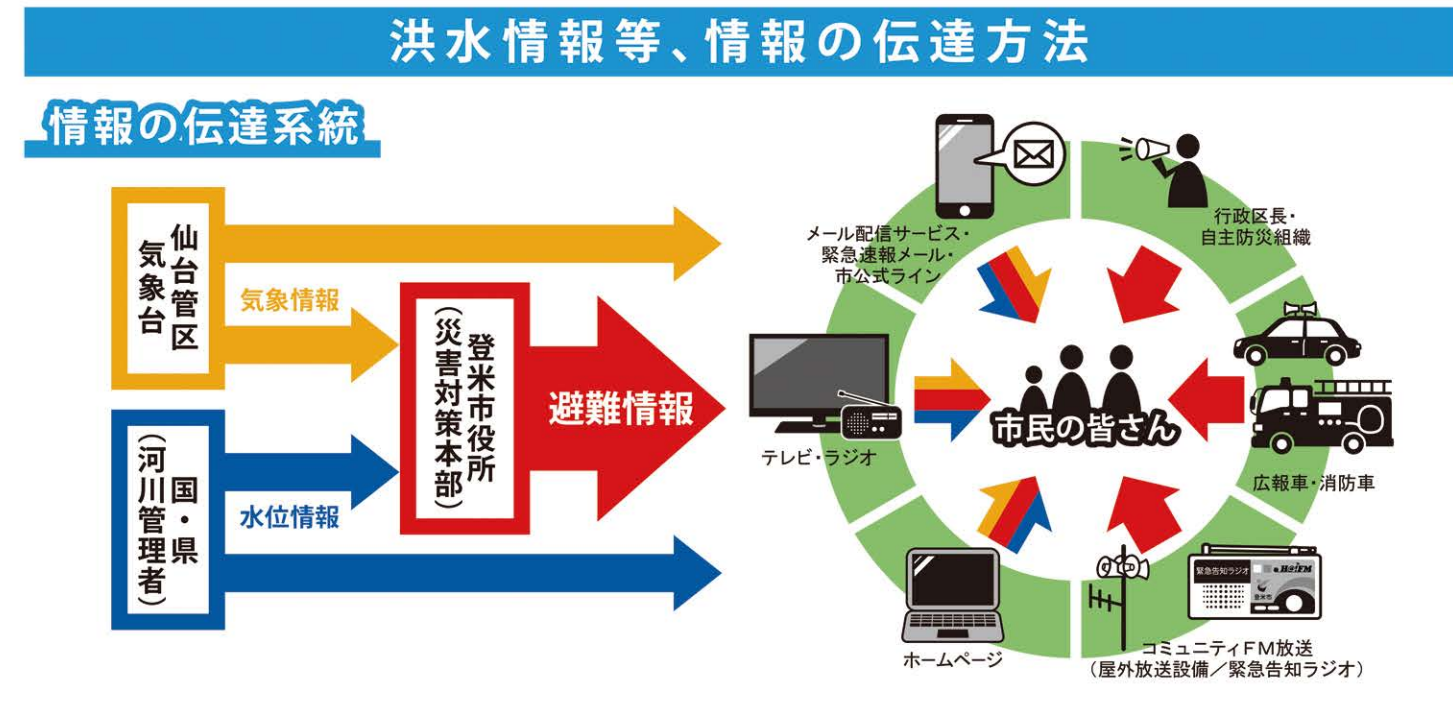 洪水情報等、情報の伝達方法
情報の伝達系統
仙台管区
気象台
気象情報
国・県
(河川管理者)
水位情報
登米市役所
(災害対策本部)
避難情報
メール配信サービス・
緊急速報メール・
市公式ライン
行政区長・
自主防災組織
テレビ・ラジオ
市民の皆さん
広報車・消防車
ホームページ
緊急告知ラジオ
H@!FM
登米市
コミュニティFM放送
(屋外放送設備/緊急告知ラジオ)